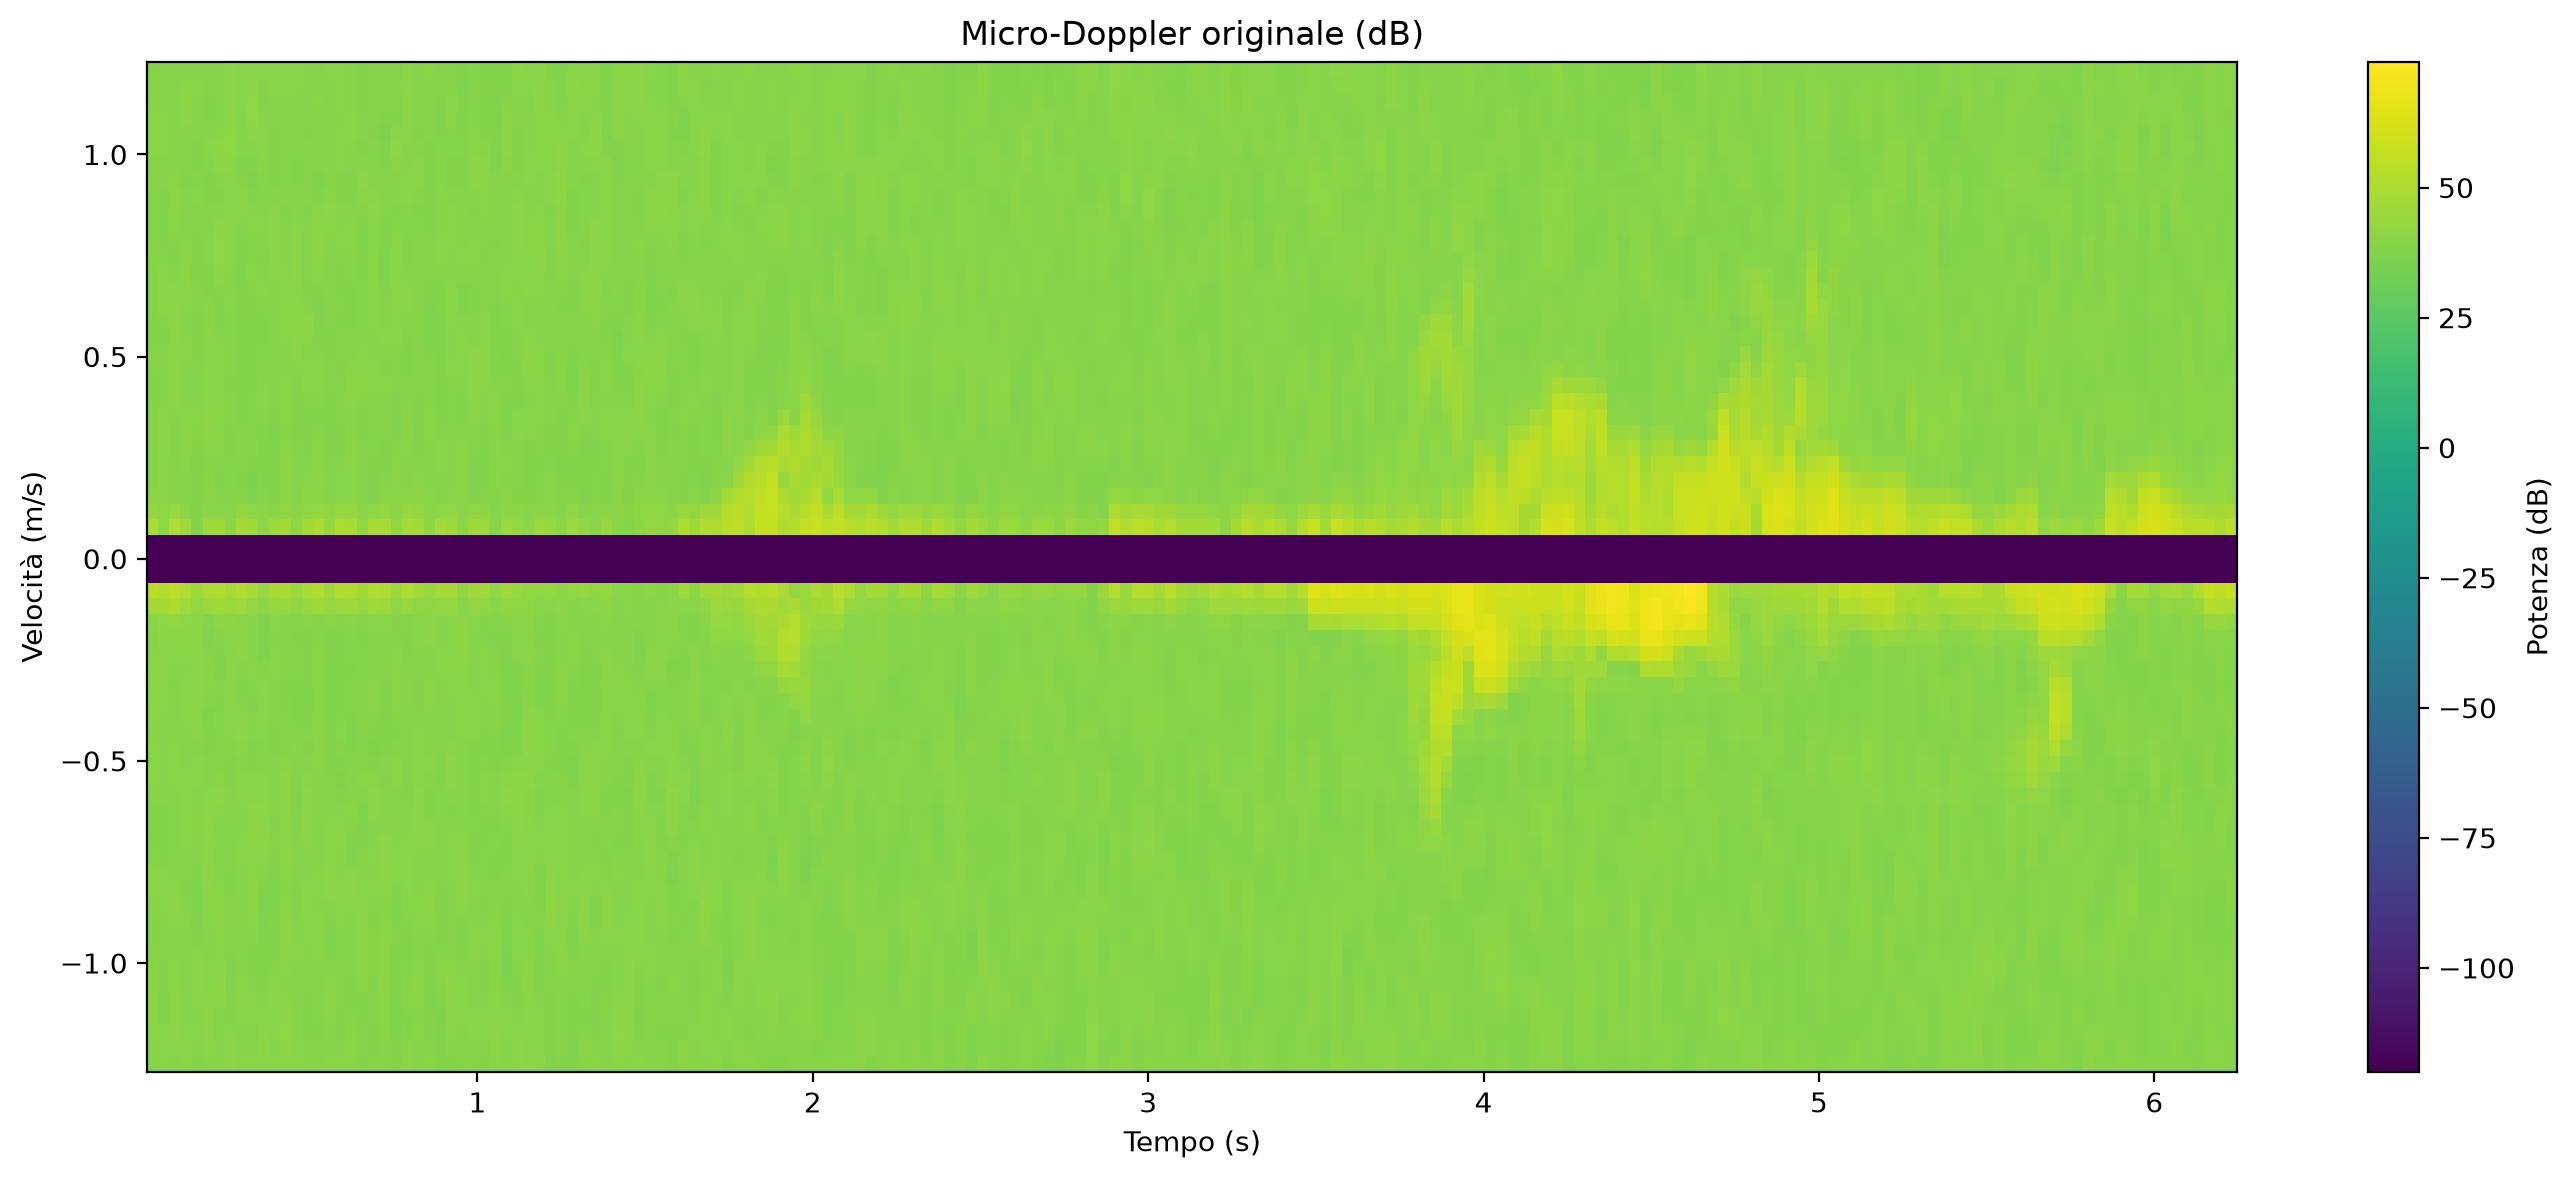 Micro-Doppler originale (dB)
Velocità (m/s)
1.0
0.5
0.0
−0.5
−1.0
1 2 3 4 5 6
Tempo (s)
50
25
0
−25
−50
−75
−100
Potenza (dB)